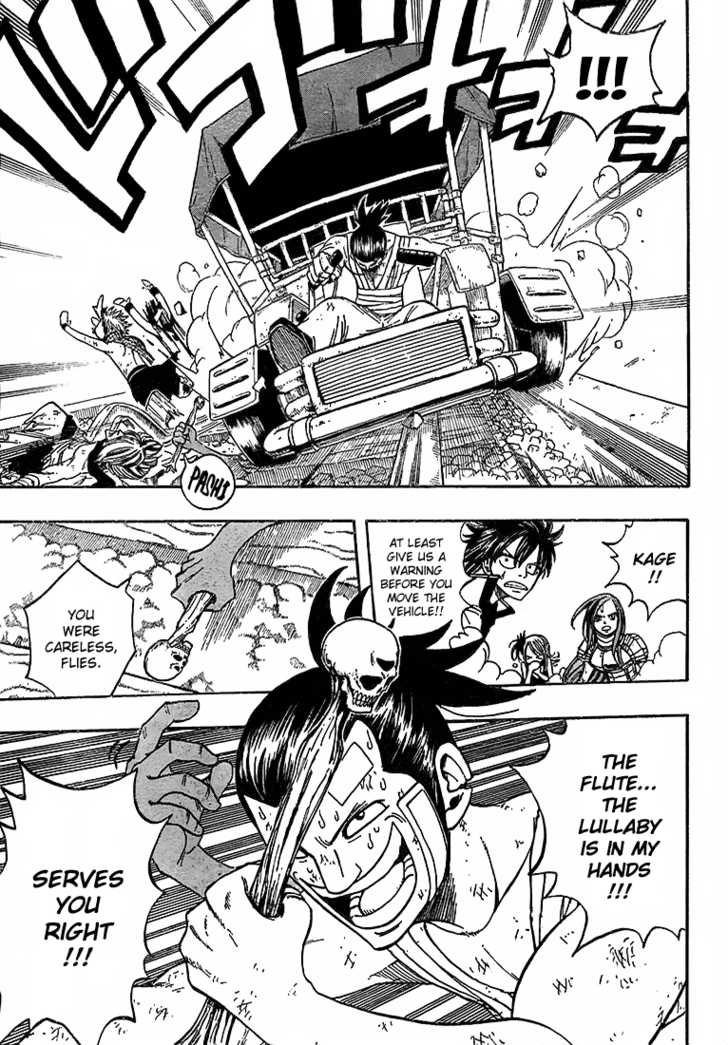 !!!
PASHI
KAGE
!!
AT LEAST
GIVE US A
WARNING
BEFORE YOU
MOVE THE
VEHICLE!!
YOU
WERE
CARELESS,
FLIES.
THE
FLUTE...
THE
LULLABY
IS IN MY
HANDS
!!!
SERVES
YOU
RIGHT
!!!